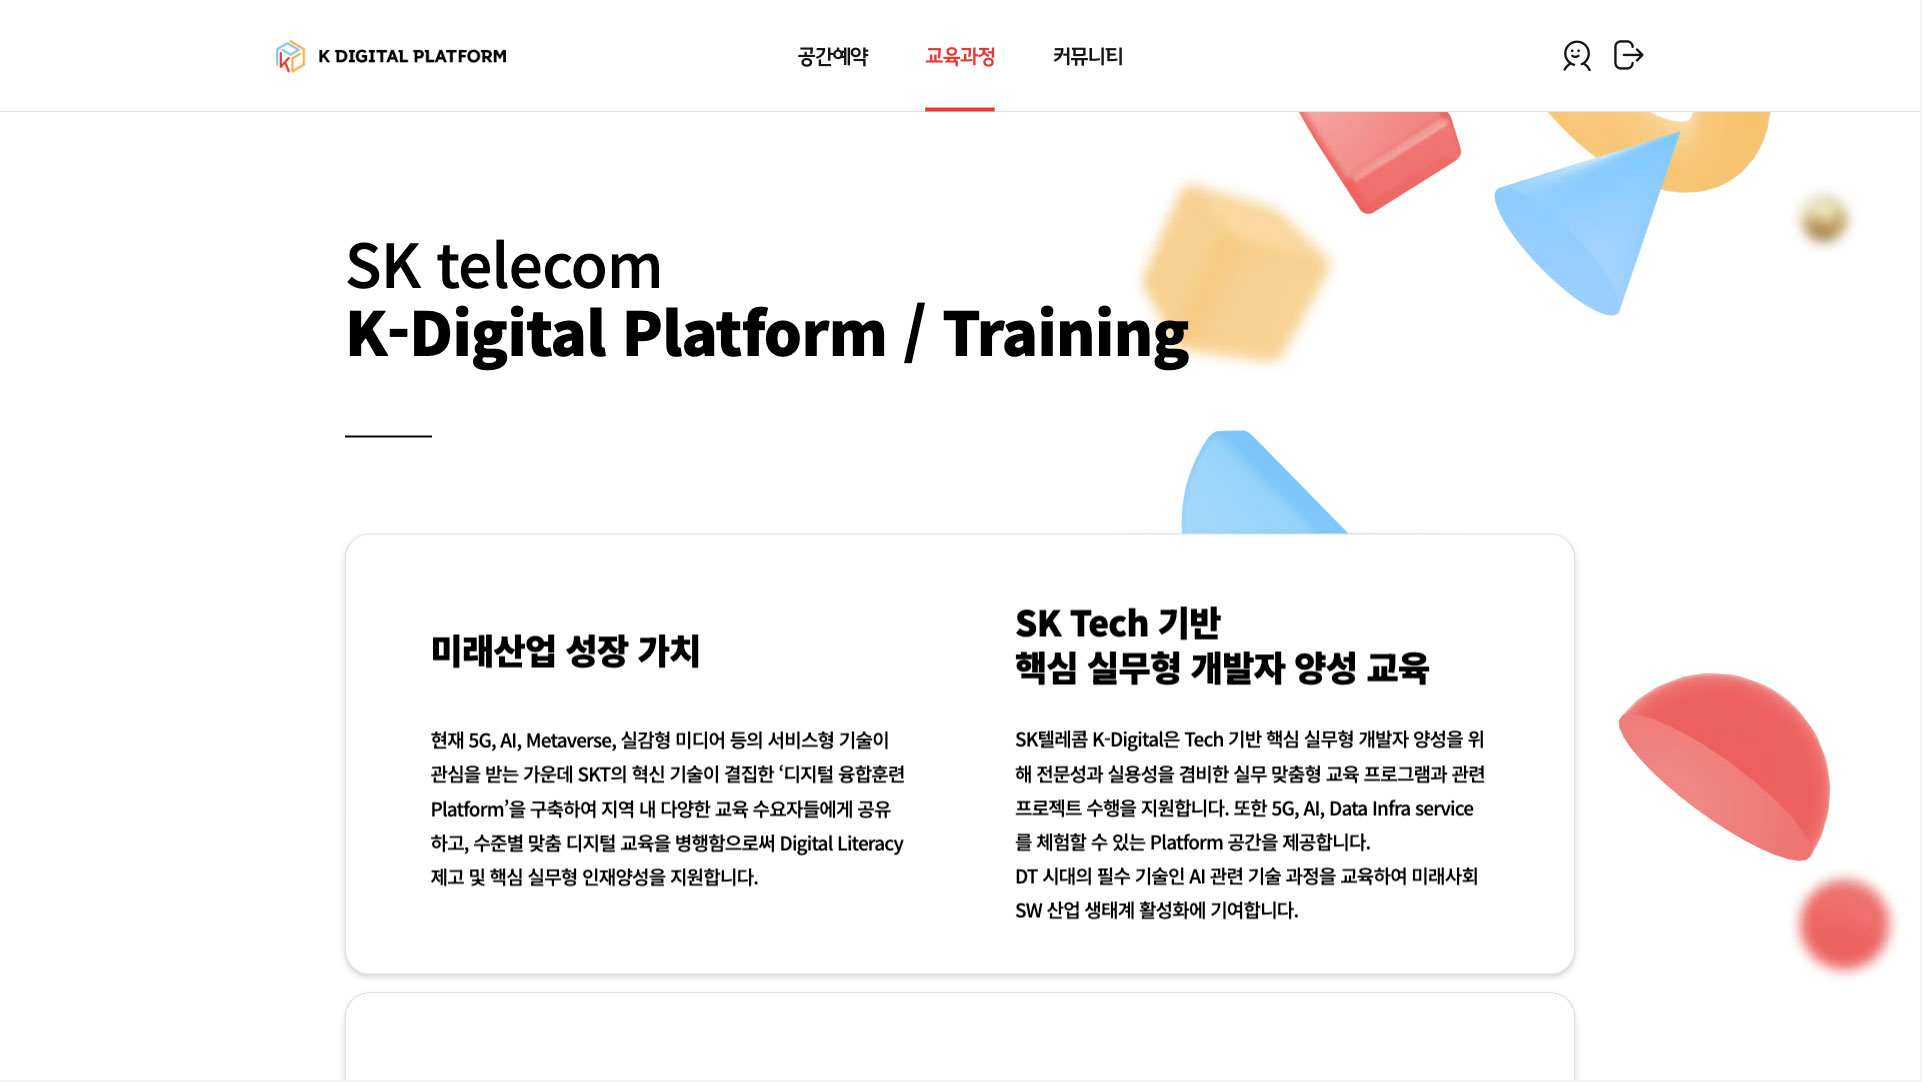 K DIGITAL PLATFORM
공간예약
교육과정
커뮤니티
SK telecom
K-Digital Platform / Training
미래산업 성장 가치
현재 5G, AI, Metaverse, 실감형 미디어 등의 서비스형 기술이
관심을 받는 가운데 SKT의 혁신 기술이 결집한 ‘디지털 융합훈련
Platform’을 구축하여 지역 내 다양한 교육 수요자들에게 공유
하고, 수준별 맞춤 디지털 교육을 병행함으로써 Digital Literacy
제고 및 핵심 실무형 인재양성을 지원합니다.
SK Tech 기반
핵심 실무형 개발자 양성 교육
SK텔레콤 K-Digital은 Tech 기반 핵심 실무형 개발자 양성을 위
해 전문성과 실용성을 겸비한 실무 맞춤형 교육 프로그램과 관련
프로젝트 수행을 지원합니다. 또한 5G, AI, Data Infra service
를 체험할 수 있는 Platform 공간을 제공합니다.
DT 시대의 필수 기술인 AI 관련 기술 과정을 교육하여 미래사회
SW 산업 생태계 활성화에 기여합니다.